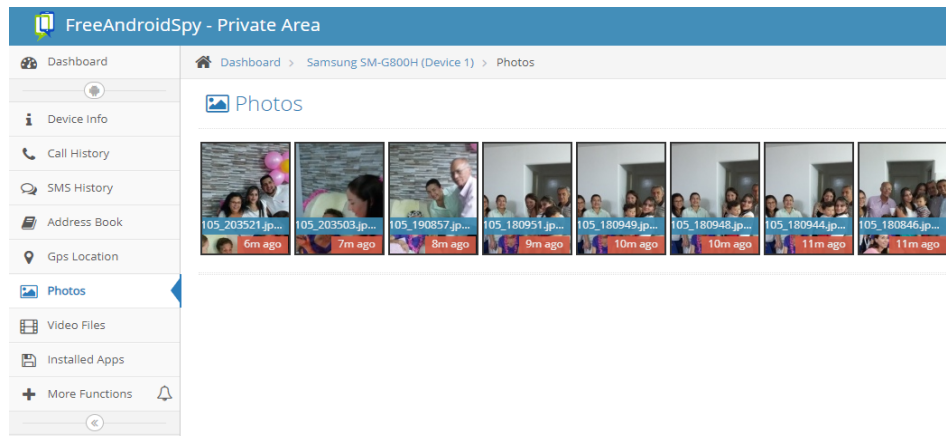 FreeAndroidSpy - Private Area
Dashboard
Dashboard > Samsung SM-G800H (Device 1) > Photos
Device Info
Call History
SMS History
Address Book
Gps Location
Photos
Video Files
Installed Apps
More Functions
Photos
105_203521.jp... 105_203503.jp... 105_190857.jp... 105_180951.jp... 105_180949.jp... 105_180948.jp... 105_180944.jp... 105_180846.jp...
6m ago 7m ago 8m ago 9m ago 10m ago 10m ago 11m ago 11m ago